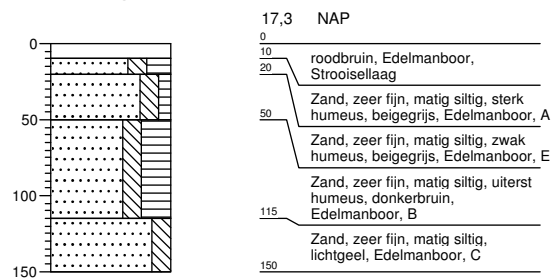 17,3 NAP
0
50
100
150
0
10
roodbruin, Edelmanboor,
Strooisellaag
20
Zand, zeer fijn, matig siltig, sterk
humeus, beigegrijs, Edelmanboor, A
50
Zand, zeer fijn, matig siltig, zwak
humeus, beigegrijs, Edelmanboor, E
Zand, zeer fijn, matig siltig, uiterst
humeus, donkerbruin,
Edelmanboor, B
115
Zand, zeer fijn, matig siltig,
lichtgeel, Edelmanboor, C
150